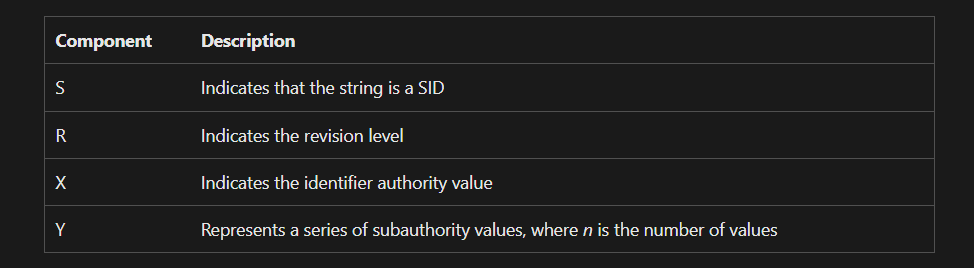 Component Description
S Indicates that the string is a SID
R Indicates the revision level
X Indicates the identifier authority value
Y Represents a series of subauthority values, where n is the number of values